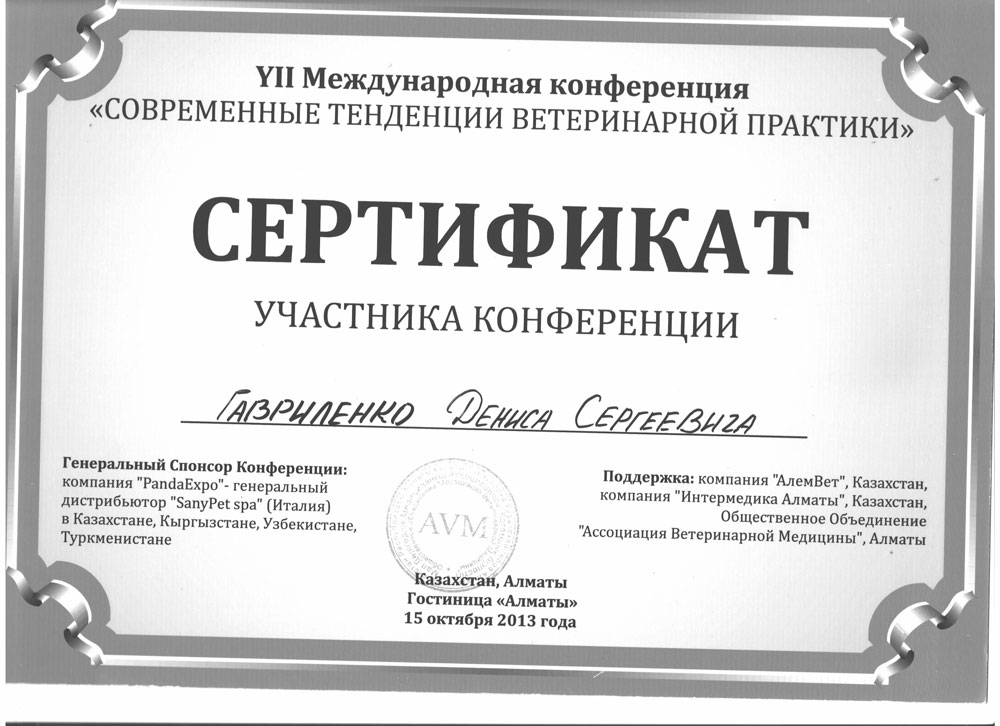 YII Международная конференция
«СОВРЕМЕННЫЕ ТЕНДЕНЦИИ ВЕТЕРИНАРНОЙ ПРАКТИКИ»
СЕРТИФИКАТ
УЧАСТНИКА КОНФЕРЕНЦИИ
Гавриленко Дениса Сергеевича
Генеральный Спонсор Конференции:
компания "PandaExpo"- генеральный
дистрибьютор "SanyPet spa" (Италия)
в Казахстане, Кыргызстане, Узбекистане,
Туркменистане
Поддержка: компания "АлемВет", Казахстан,
компания "Интермедика Алматы", Казахстан,
Общественное Объединение
"Ассоциация Ветеринарной Медицины", Алматы
AVM
Казахстан, Алматы
Гостиница «Алматы»
15 октября 2013 года